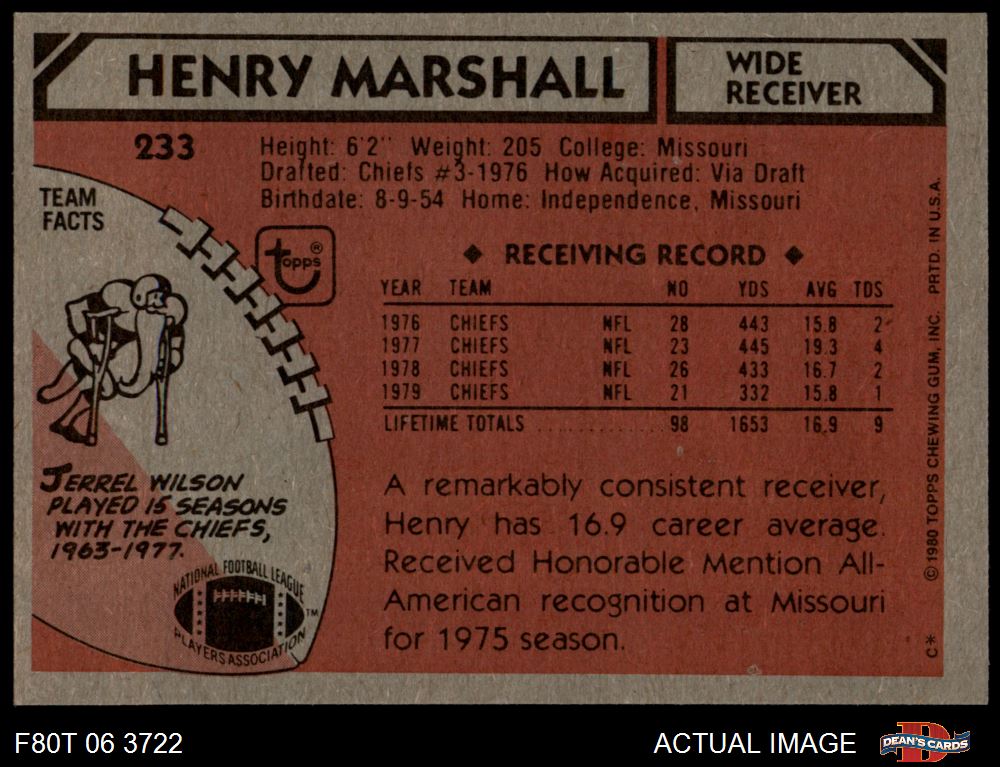 HENRY MARSHALL
WIDE
RECEIVER
233
Height: 6'2" Weight: 205 College: Missouri
Drafted: Chiefs #3-1976 How Acquired: Via Draft
Birthdate: 8-9-54 Home: Independence, Missouri
TEAM
FACTS
topps®
◆ RECEIVING RECORD ◆
YEAR TEAM NO YDS AVG TDS
1976 CHIEFS NFL 28 443 15.8 2
1977 CHIEFS NFL 23 445 19.3 4
1978 CHIEFS NFL 26 433 16.7 2
1979 CHIEFS NFL 21 332 15.8 1
LIFETIME TOTALS .............. 98 1653 16.9 9
JERREL WILSON
PLAYED 15 SEASONS
WITH THE CHIEFS,
1963-1977.
NATIONAL FOOTBALL LEAGUE
PLAYERS ASSOCIATION
TM
A remarkably consistent receiver,
Henry has 16.9 career average.
Received Honorable Mention All-
American recognition at Missouri
for 1975 season.
C* © 1980 TOPPS CHEWING GUM, INC. PRTD. IN U.S.A.
F80T 06 3722
ACTUAL IMAGE
DEAN'S CARDS